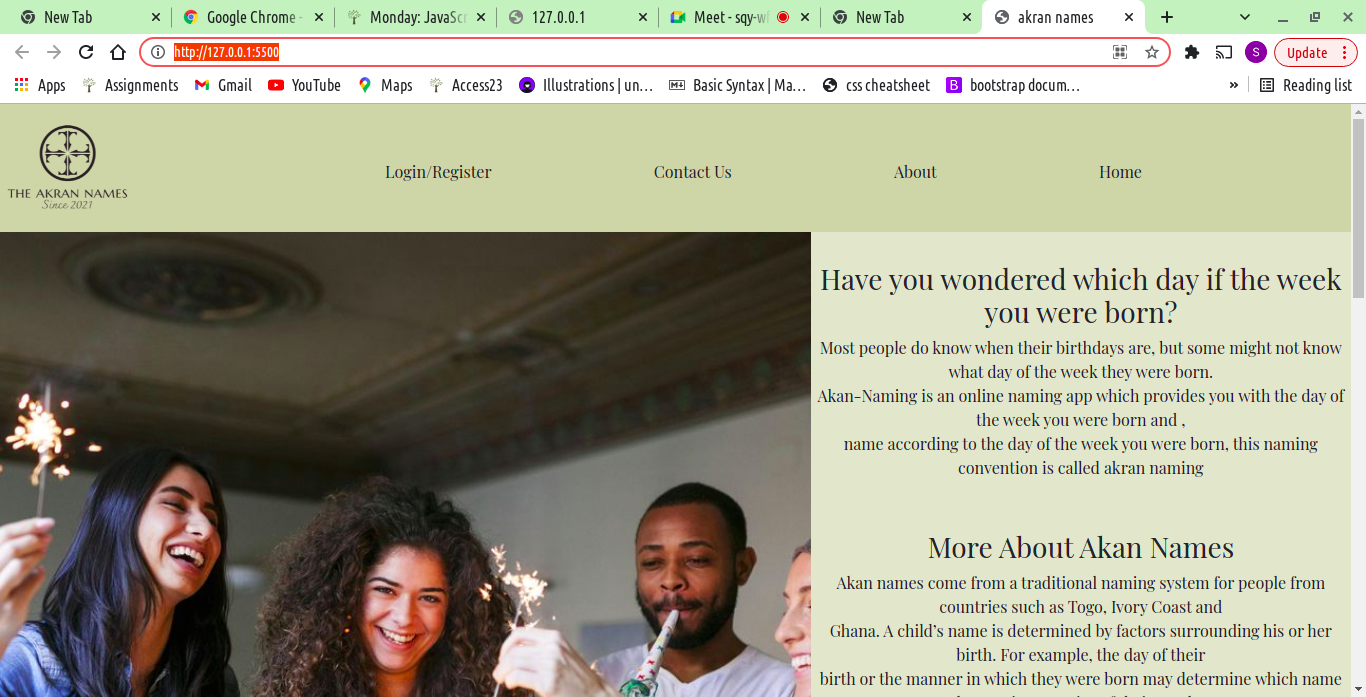 New Tab
Google Chrome -
Monday: JavaScr
127.0.0.1
Meet - sqy-wf
New Tab
akran names
http://127.0.0.1:5500
S
Update
Apps
Assignments
Gmail
YouTube
Maps
Access23
Illustrations | un…
Basic Syntax | Ma…
css cheatsheet
B
bootstrap docum…
»
Reading list
THE AKRAN NAMES
Since 2021
Login/Register
Contact Us
About
Home
Have you wondered which day if the week
you were born?
Most people do know when their birthdays are, but some might not know
what day of the week they were born.
Akan-Naming is an online naming app which provides you with the day of
the week you were born and ,
name according to the day of the week you were born, this naming
convention is called akran naming
More About Akan Names
Akan names come from a traditional naming system for people from
countries such as Togo, Ivory Coast and
Ghana. A child’s name is determined by factors surrounding his or her
birth. For example, the day of their
birth or the manner in which they were born may determine which name